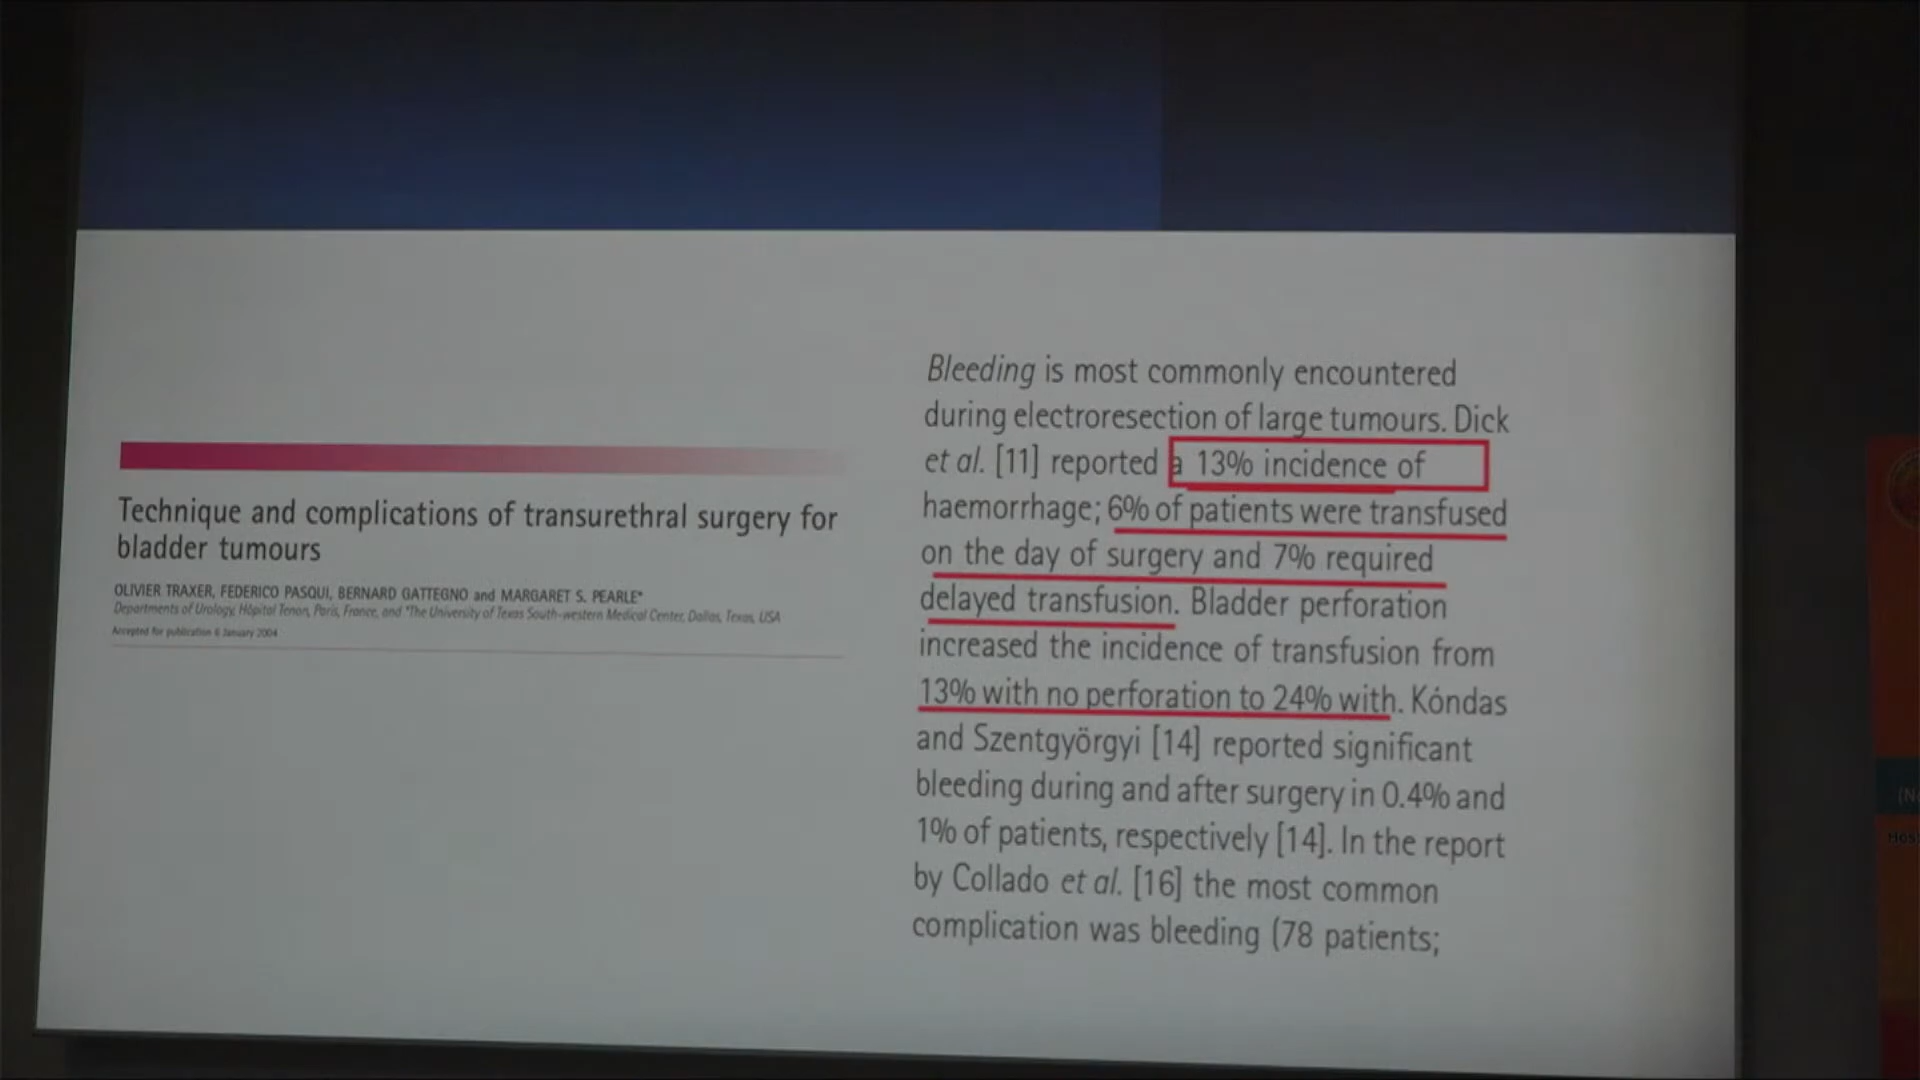 Technique and complications of transurethral surgery for
bladder tumours
OLIVIER TRAXER, FEDERICO PASQUI, BERNARD GATTEGNO and MARGARET S. PEARLE*
Departments of Urology, Hôpital Tenon, Paris, France, and *The University of Texas South-western Medical Center, Dallas, Texas, USA
Accepted for publication 6 January 2004
Bleeding is most commonly encountered
during electroresection of large tumours. Dick
et al. [11] reported a 13% incidence of
haemorrhage; 6% of patients were transfused
on the day of surgery and 7% required
delayed transfusion. Bladder perforation
increased the incidence of transfusion from
13% with no perforation to 24% with. Kóndas
and Szentgyörgyi [14] reported significant
bleeding during and after surgery in 0.4% and
1% of patients, respectively [14]. In the report
by Collado et al. [16] the most common
complication was bleeding (78 patients;